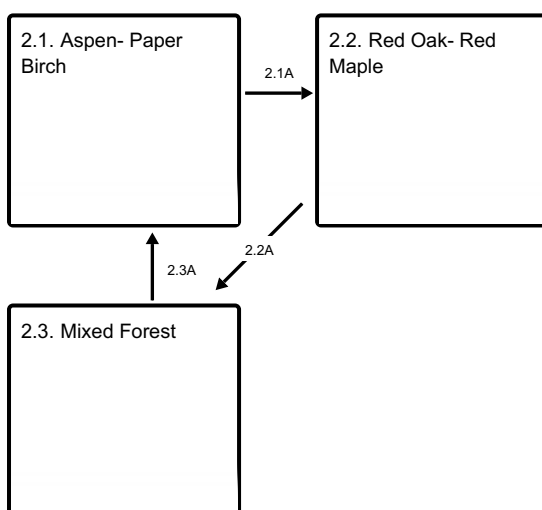 2.1. Aspen- Paper
Birch
2.1A
2.2. Red Oak- Red
Maple
2.2A
2.3A
2.3. Mixed Forest